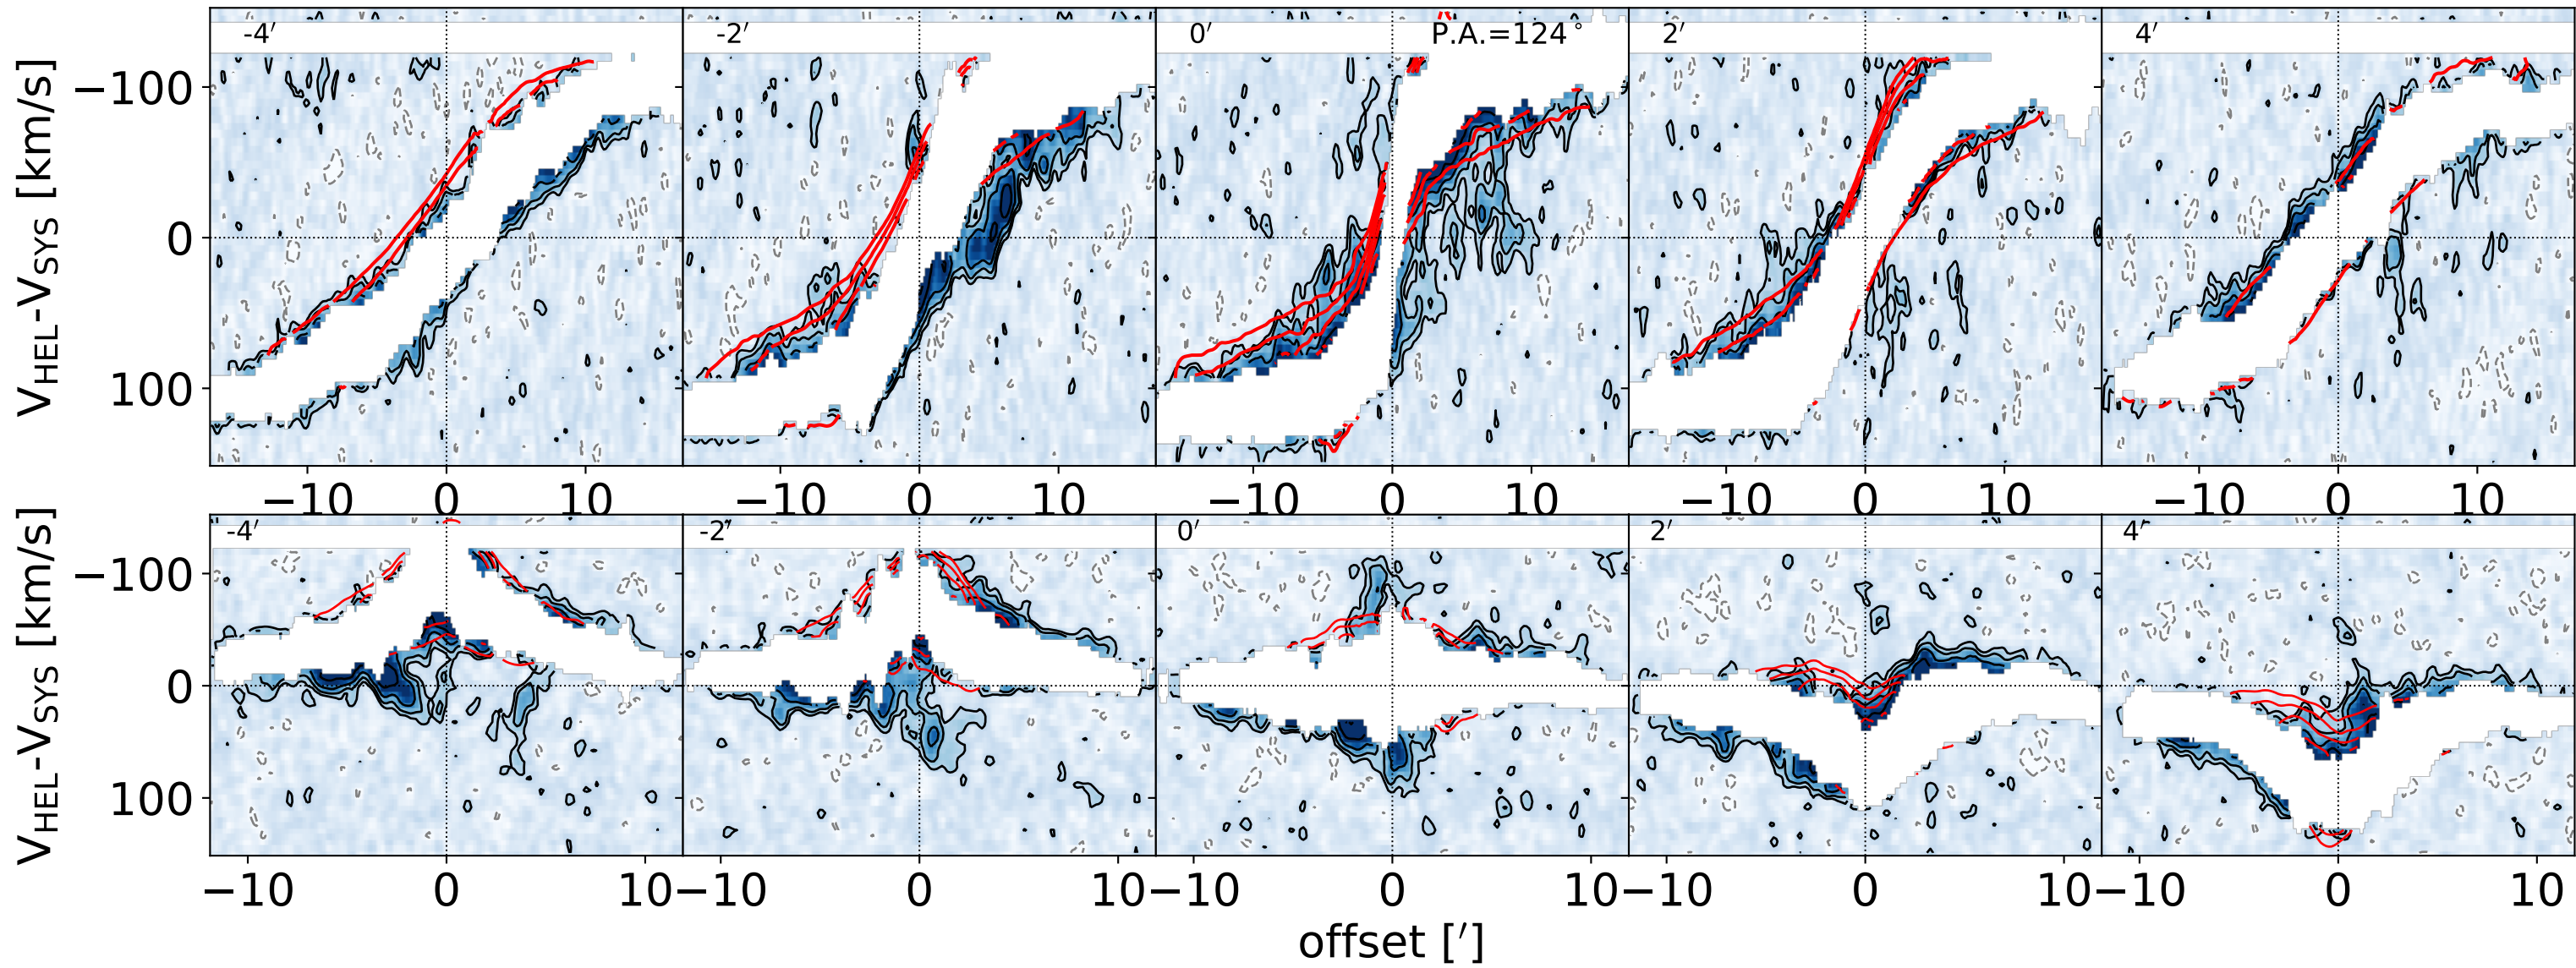 -4′ -2′ 0′ P.A.=124° 2′ 4′
−100
0
100
V_HEL-V_SYS [km/s]
−10 0 10 −10 0 10 −10 0 10 −10 0 10 −10 0 10
-4′ -2′ 0′ 2′ 4′
−100
0
100
V_HEL-V_SYS [km/s]
−10 0 10 −10 0 10 −10 0 10 −10 0 10 −10 0 10
offset [′]